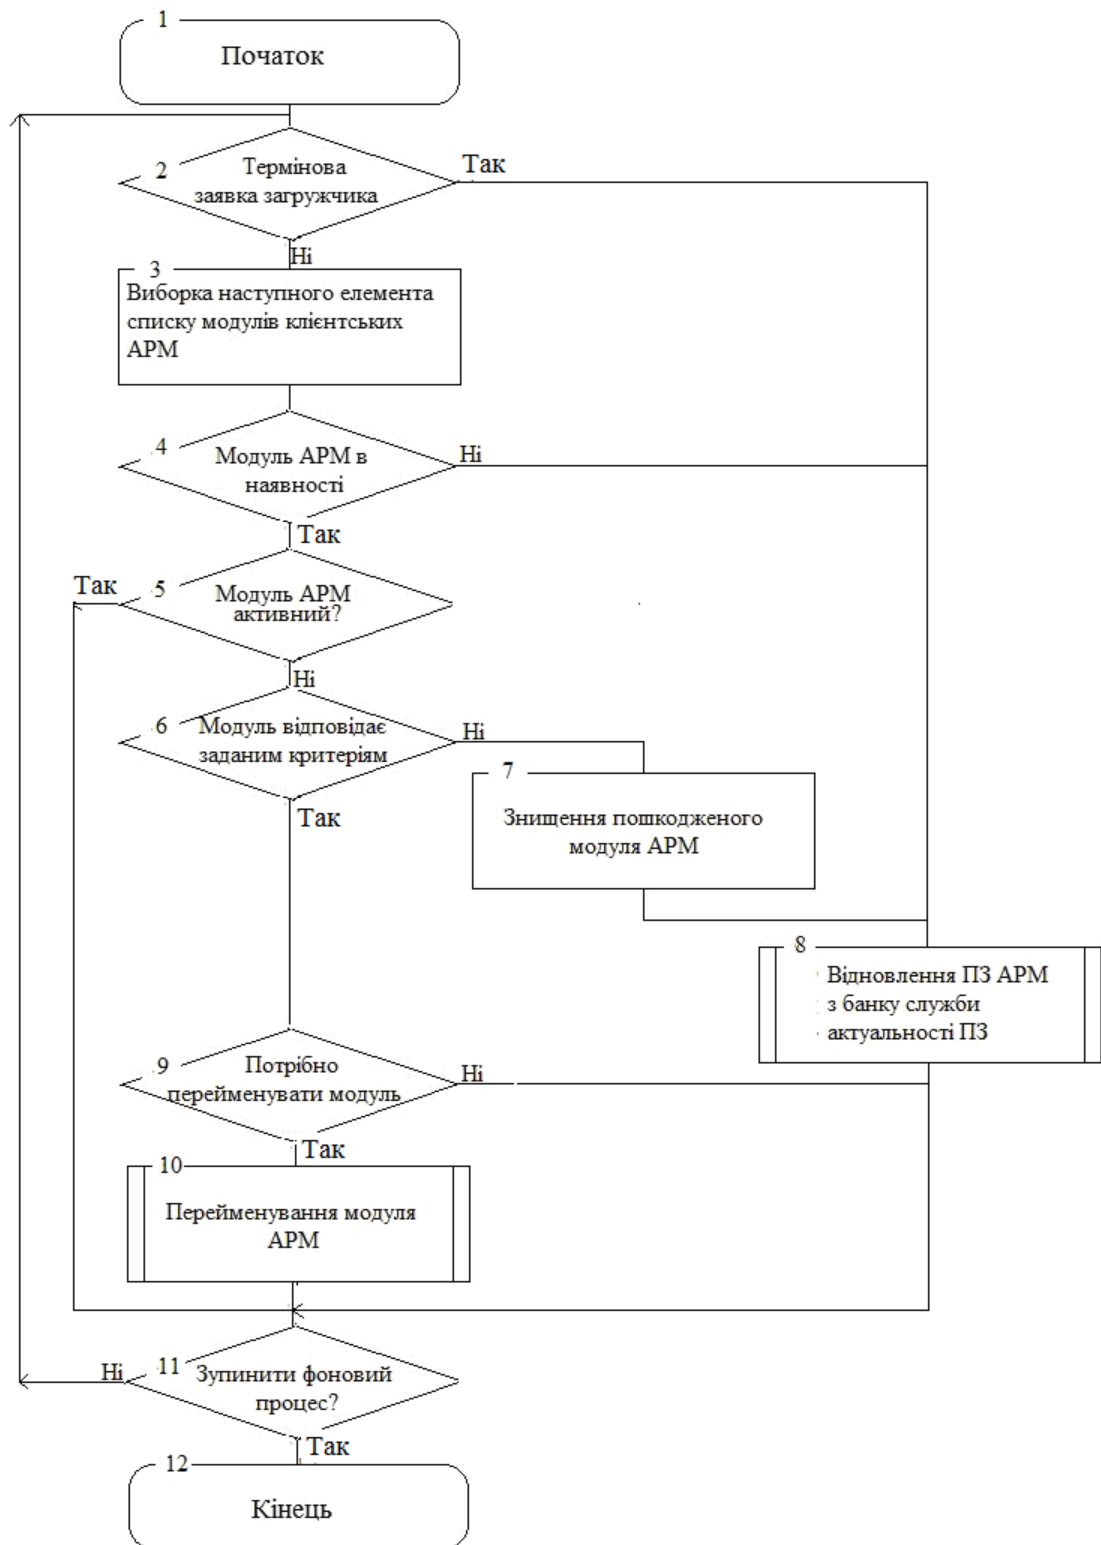 1
Початок
2
Термінова
заявка загружчика
Так
Ні
3
Виборка наступного елемента
списку модулів клієнтських
АРМ
4
Модуль АРМ в
наявності
Ні
Так
Так
5
Модуль АРМ
активний?
Ні
6
Модуль відповідає
заданим критеріям
Ні
Так
7
Знищення пошкодженого
модуля АРМ
8
Відновлення ПЗ АРМ
з банку служби
актуальності ПЗ
9
Потрібно
перейменувати модуль
Ні
Так
10
Перейменування модуля
АРМ
Ні
11
Зупинити фоновий
процес?
Так
12
Кінець